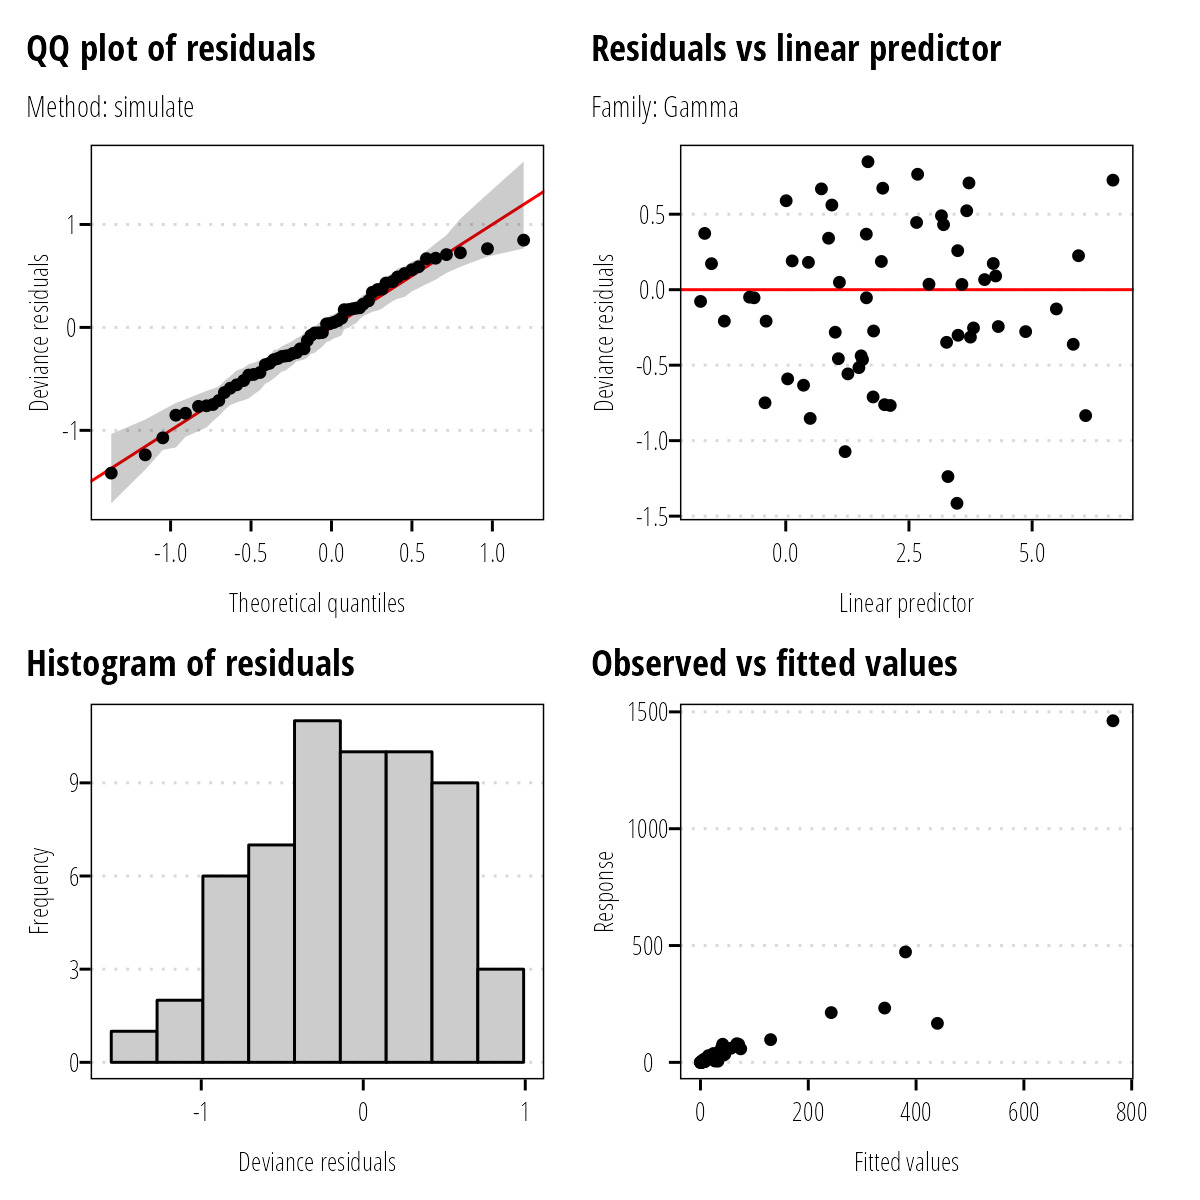 QQ plot of residuals
Method: simulate
Deviance residuals
1
0
-1
-1.0 -0.5 0.0 0.5 1.0
Theoretical quantiles
Residuals vs linear predictor
Family: Gamma
Deviance residuals
0.5
0.0
-0.5
-1.0
-1.5
0.0 2.5 5.0
Linear predictor
Histogram of residuals
Frequency
9
6
3
0
-1 0 1
Deviance residuals
Observed vs fitted values
Response
1500
1000
500
0
0 200 400 600 800
Fitted values